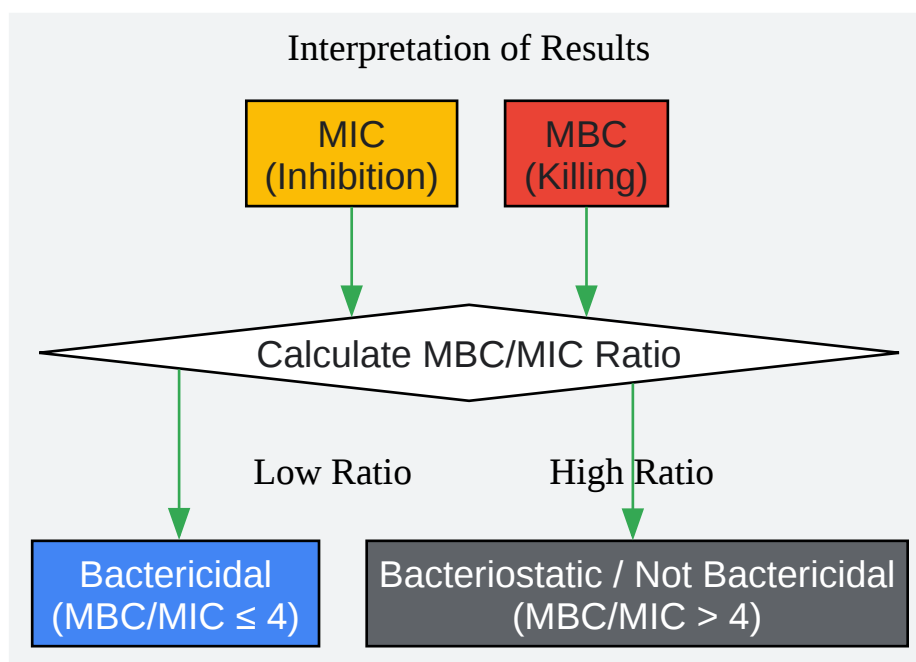 Interpretation of Results
MIC
(Inhibition)
MBC
(Killing)
Calculate MBC/MIC Ratio
Low Ratio
High Ratio
Bactericidal
(MBC/MIC ≤ 4)
Bacteriostatic / Not Bactericidal
(MBC/MIC > 4)